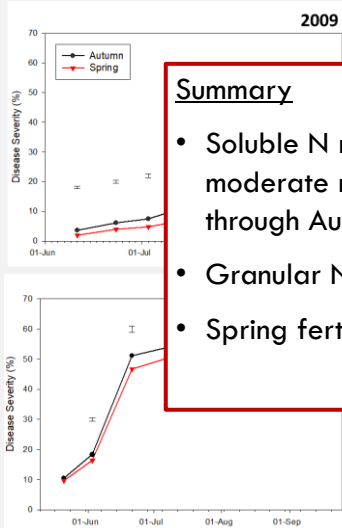 2009
70
60
50
40
30
20
10
0
Disease Severity (%)
Autumn
Spring
01-Jun
01-Jul
Summary
• Soluble N
moderate
through Au
• Granular N
• Spring fert
70
60
50
40
30
20
10
0
Disease Severity (%)
01-Jun
01-Jul
01-Aug
01-Sep